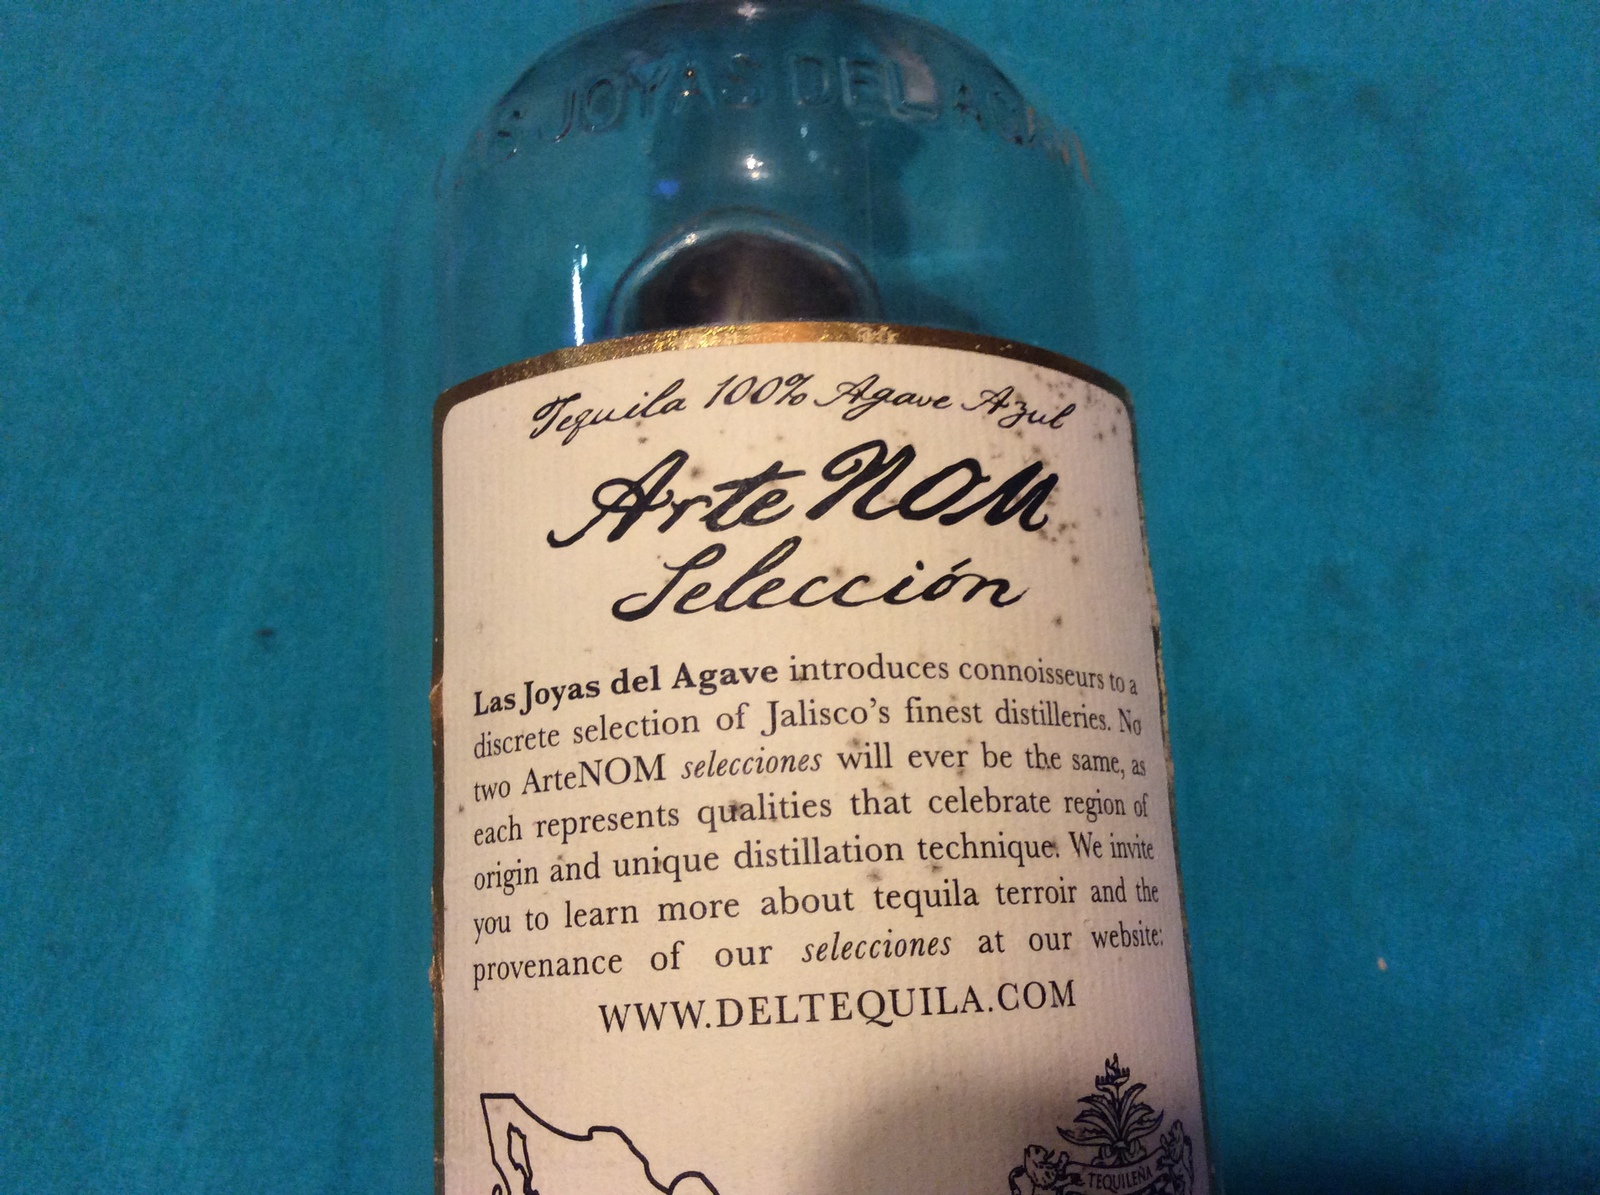 JOYAS DEL
Tequila 100% Agave Azul
ArteNOM
Selección
Las Joyas del Agave introduces connoisseurs to a
discrete selection of Jalisco's finest distilleries. No
two ArteNOM selecciones will ever be the same, as
each represents qualities that celebrate region of
origin and unique distillation technique. We invite
you to learn more about tequila terroir and the
provenance of our selecciones at our website:
WWW.DELTEQUILA.COM
TEQUILEÑA